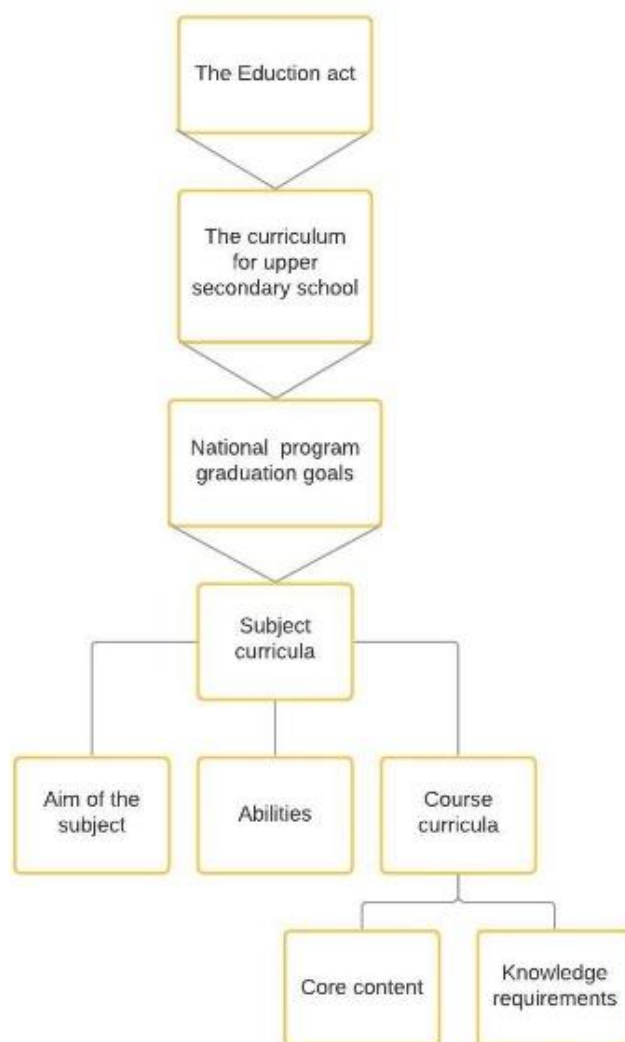 The Eduction act
The curriculum
for upper
secondary school
National program
graduation goals
Subject
curricula
Aim of the
subject
Abilities
Course
curricula
Core content
Knowledge
requirements